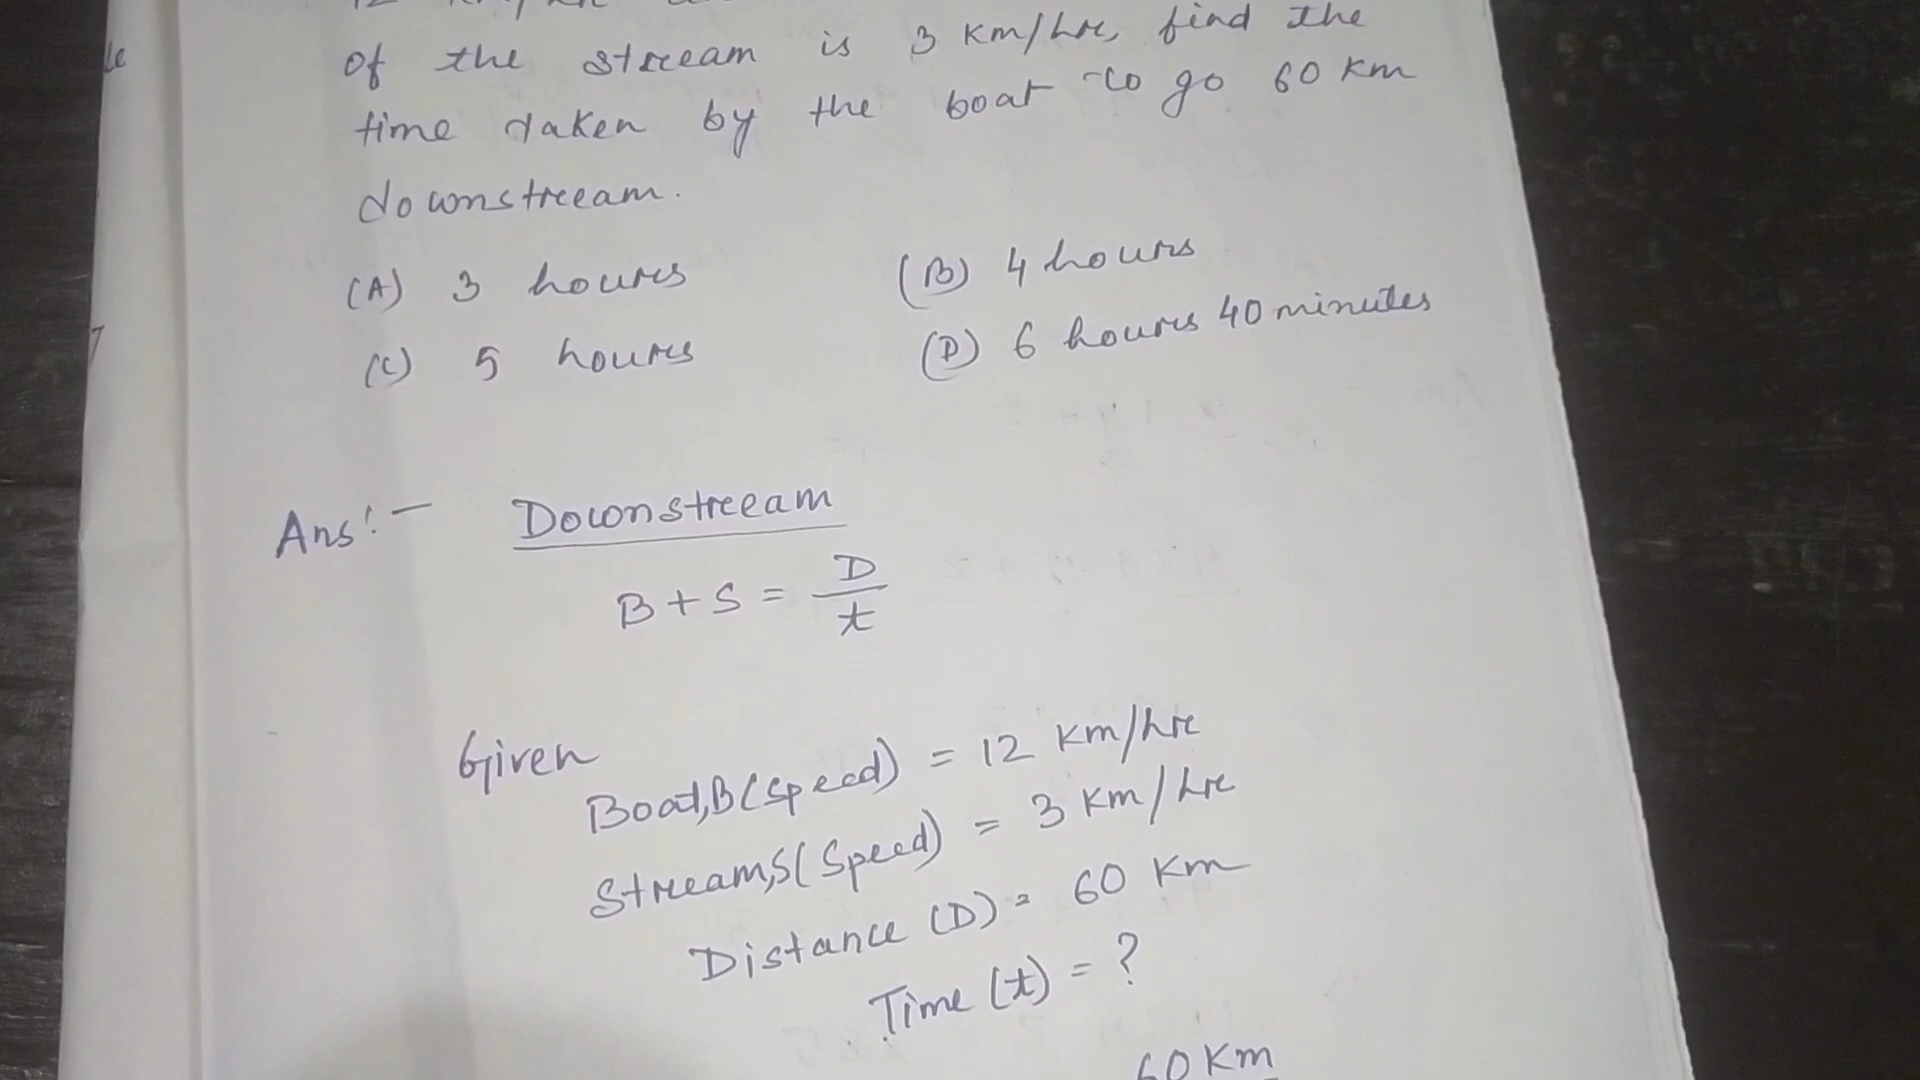 of the stream is 3 Km/hr, find the
time taken by the boat to go 60 Km
downstream.
(A) 3 hours (B) 4 hours
(C) 5 hours (D) 6 hours 40 minutes
Ans:- Downstream
B + S = D/t
Given
Boat,B(Speed) = 12 Km/hr
Stream,S(Speed) = 3 Km/hr
Distance (D) = 60 Km
Time (t) = ?
60 Km